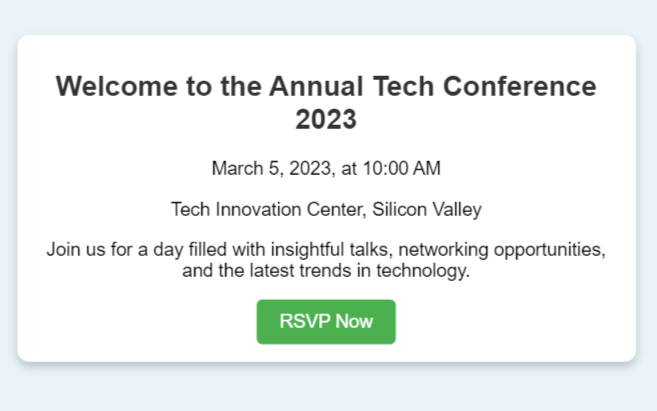 Welcome to the Annual Tech Conference
2023
March 5, 2023, at 10:00 AM
Tech Innovation Center, Silicon Valley
Join us for a day filled with insightful talks, networking opportunities,
and the latest trends in technology.
RSVP Now